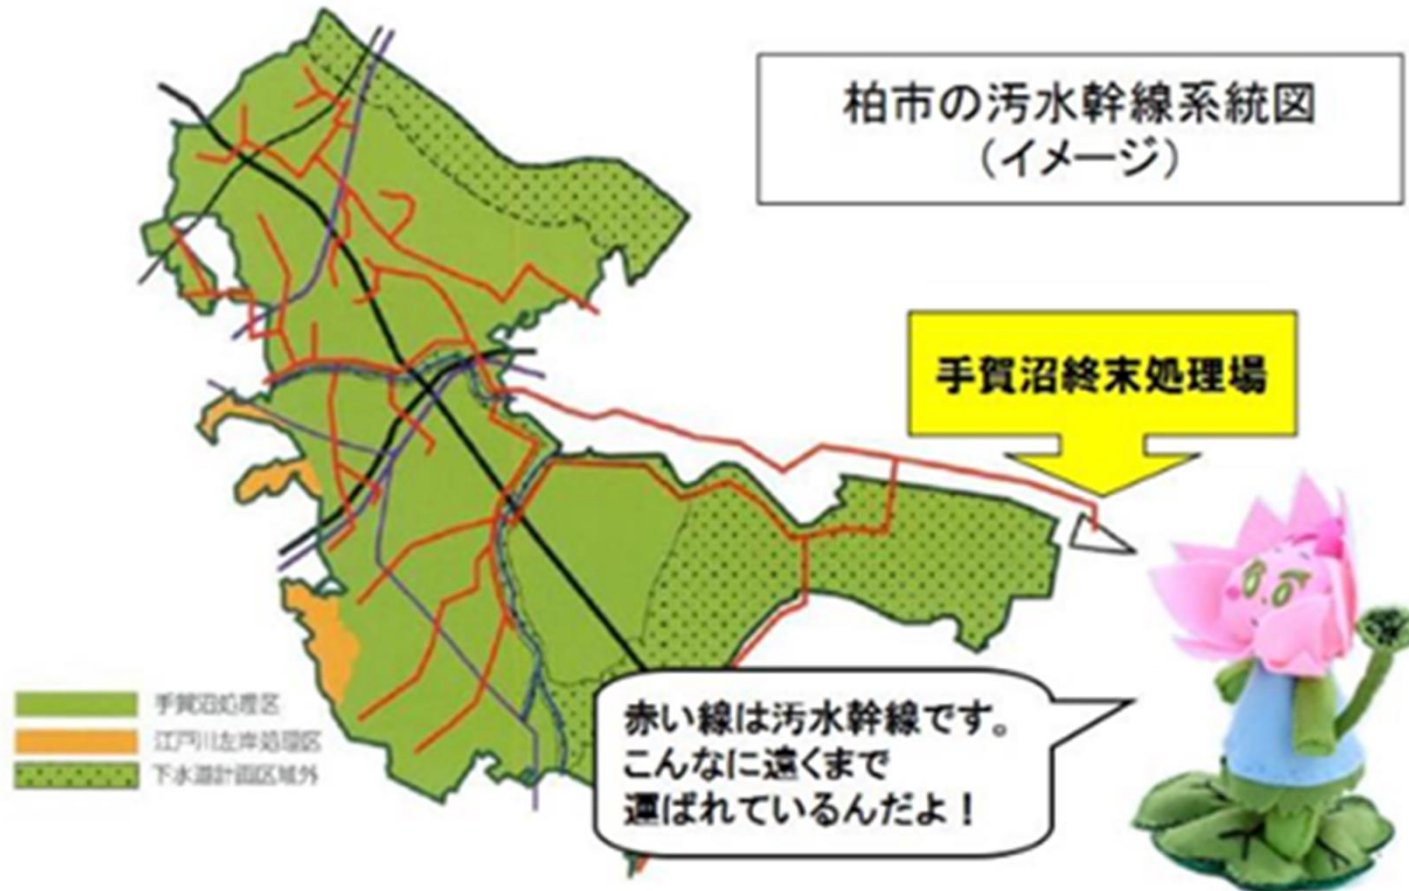 柏市の汚水幹線系統図
（イメージ）
手賀沼終末処理場
手賀沼処理区
江戸川左岸処理区
下水道計画区域外
赤い線は汚水幹線です。
こんなに遠くまで
運ばれているんだよ！